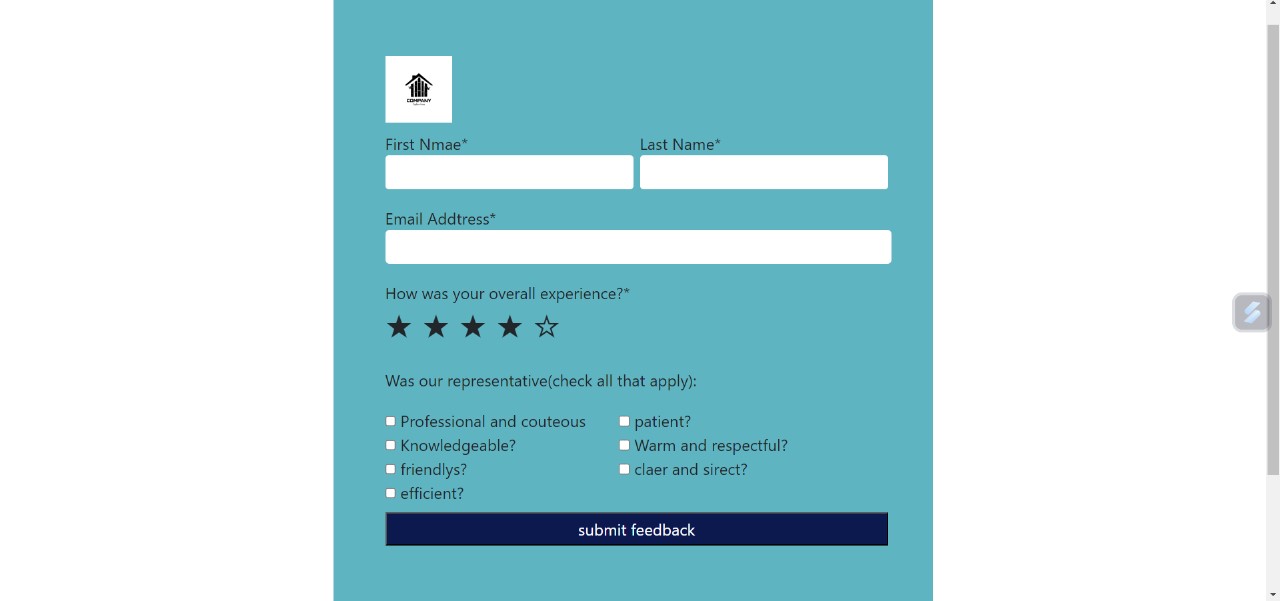 COMPANY
First Nmae* Last Name*
Email Addtress*
How was your overall experience?*
Was our representative(check all that apply):
Professional and couteous patient?
Knowledgeable? Warm and respectful?
friendlys? claer and sirect?
efficient?
submit feedback